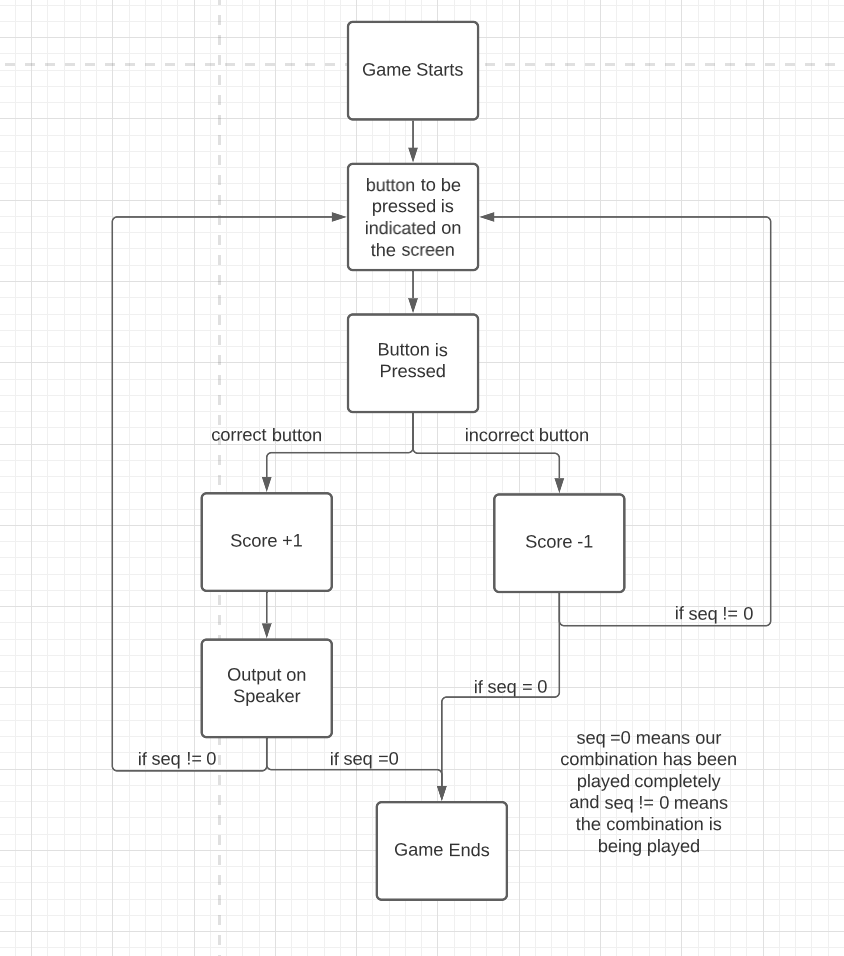 Game Starts
button to be
pressed is
indicated on
the screen
Button is
Pressed
correct button
incorrect button
Score +1
Score -1
if seq != 0
Output on
Speaker
if seq = 0
if seq != 0
if seq =0
seq =0 means our
combination has been
played completely
and seq != 0 means
the combination is
being played
Game Ends